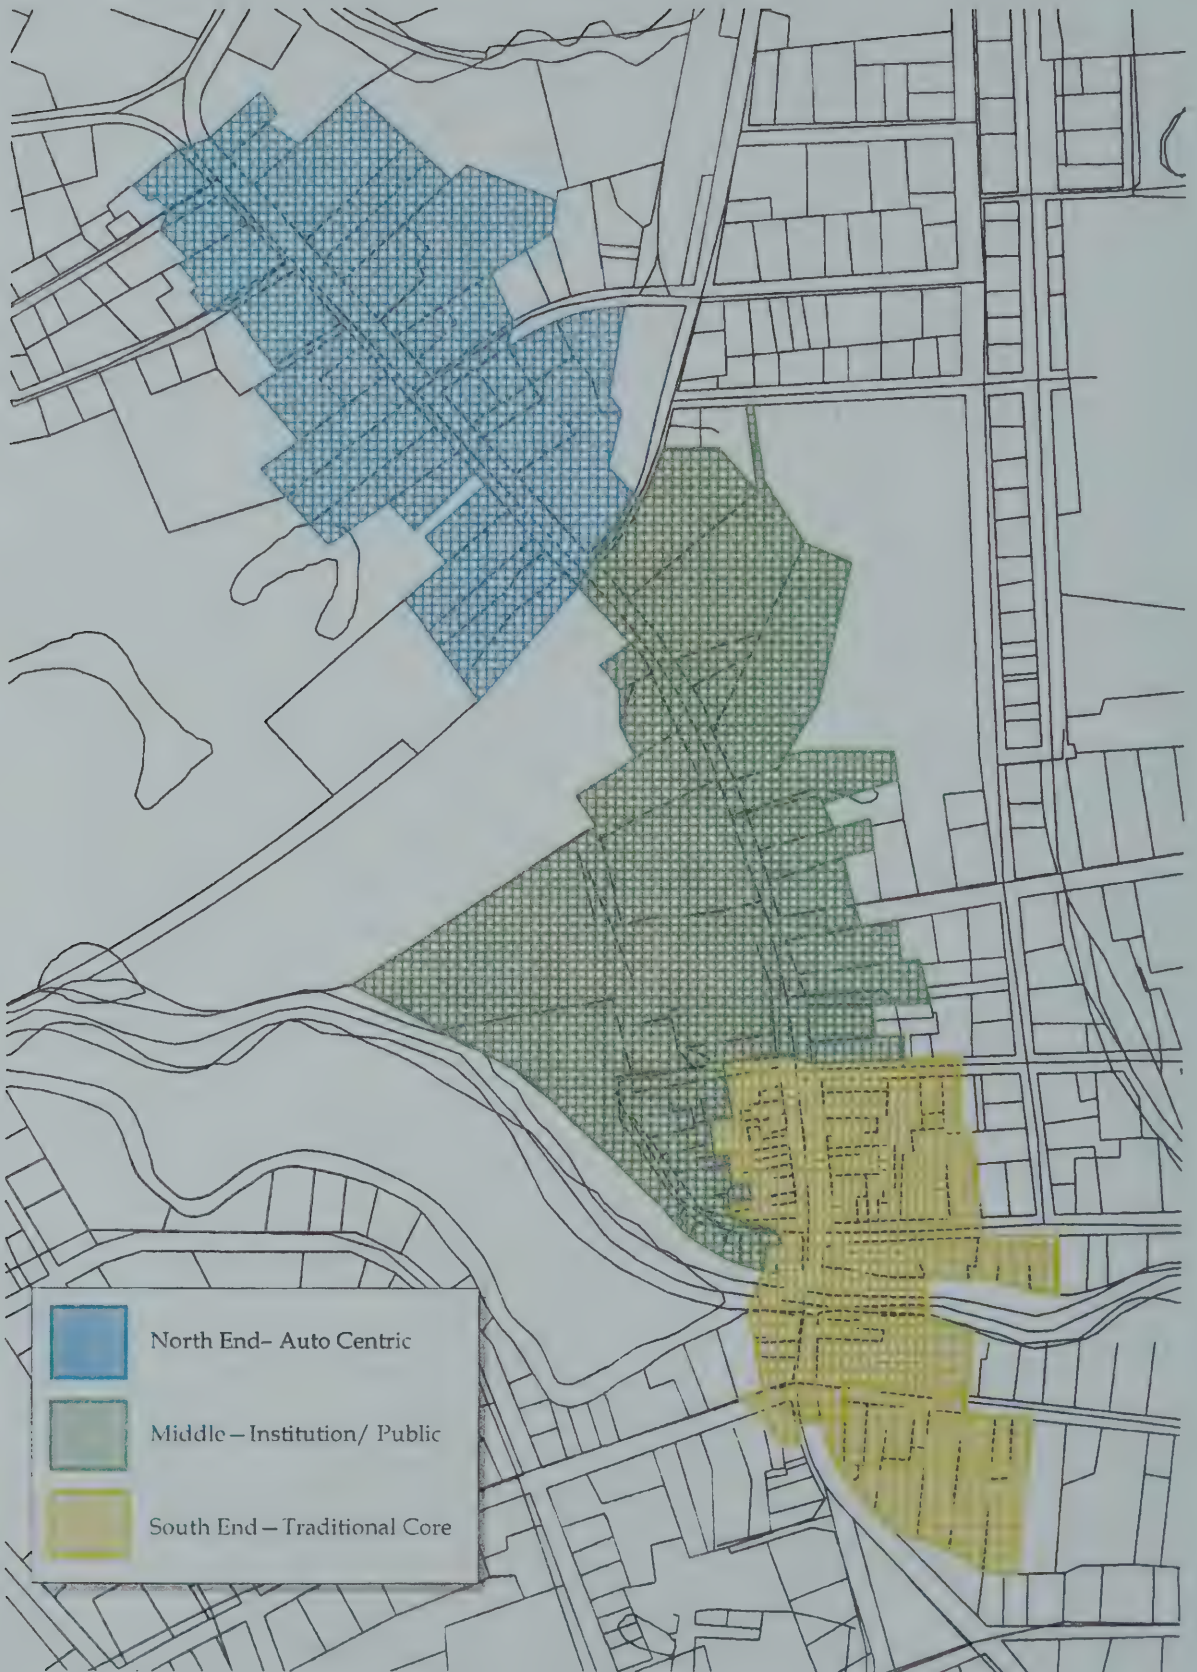 North End– Auto Centric
Middle – Institution/ Public
South End – Traditional Core